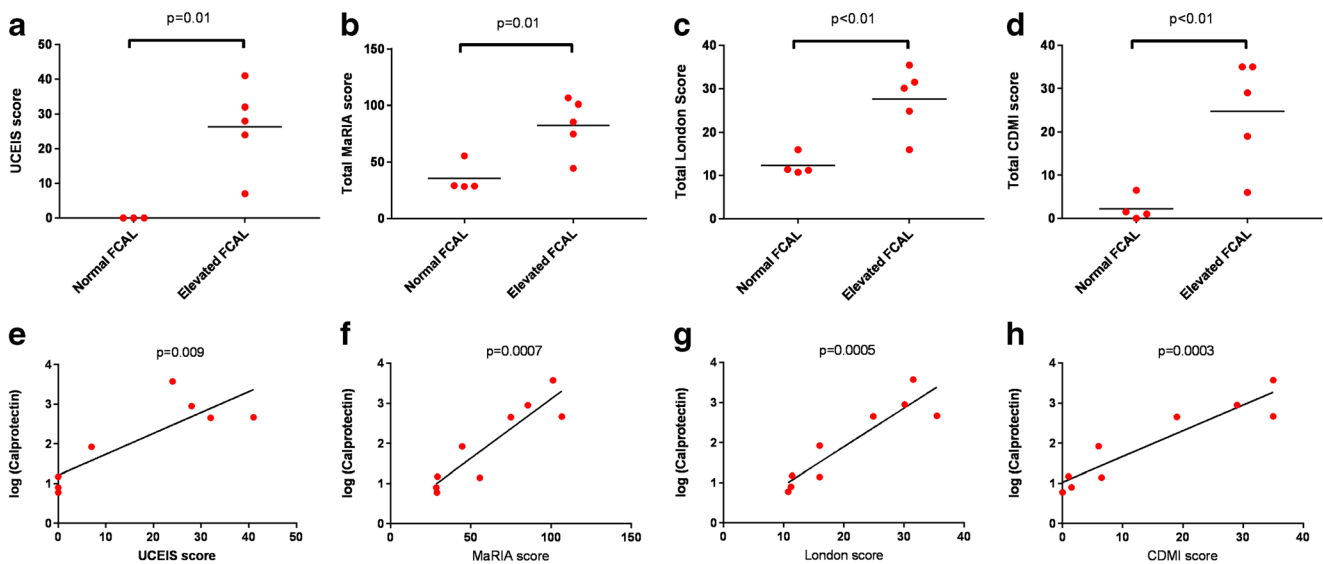 a
p=0.01
UCEIS score
50
40
30
20
10
0
Normal FCAL
Elevated FCAL
b
p=0.01
Total MaRIA score
150
100
50
0
Normal FCAL
Elevated FCAL
c
p<0.01
Total London Score
40
30
20
10
0
Normal FCAL
Elevated FCAL
d
p<0.01
Total CDMI score
40
30
20
10
0
Normal FCAL
Elevated FCAL
e
p=0.009
log (Calprotectin)
4
3
2
1
0
0 10 20 30 40 50
UCEIS score
f
p=0.0007
log (Calprotectin)
4
3
2
1
0
0 50 100 150
MaRIA score
g
p=0.0005
log (Calprotectin)
4
3
2
1
0
0 10 20 30 40
London score
h
p=0.0003
log (Calprotectin)
4
3
2
1
0
0 10 20 30 40
CDMI score